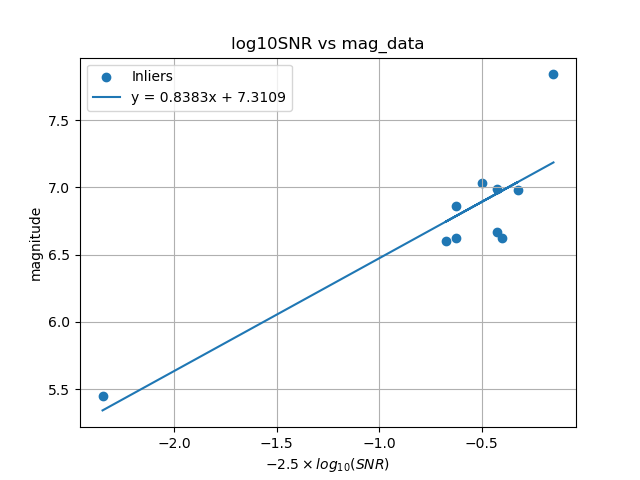 log10SNR vs mag_data
Inliers
y = 0.8383x + 7.3109
7.5
7.0
6.5
6.0
5.5
magnitude
−2.0 −1.5 −1.0 −0.5
−2.5 × log₁₀(SNR)